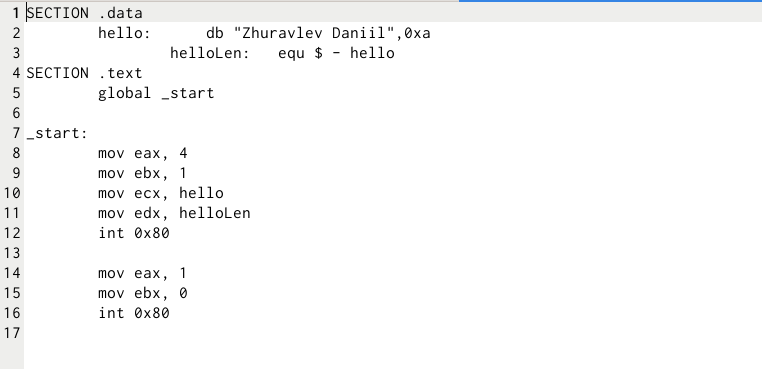 1 SECTION .data
2 hello: db "Zhuravlev Daniil",0xa
3 helloLen: equ $ - hello
4 SECTION .text
5 global _start
6
7 _start:
8 mov eax, 4
9 mov ebx, 1
10 mov ecx, hello
11 mov edx, helloLen
12 int 0x80
13
14 mov eax, 1
15 mov ebx, 0
16 int 0x80
17